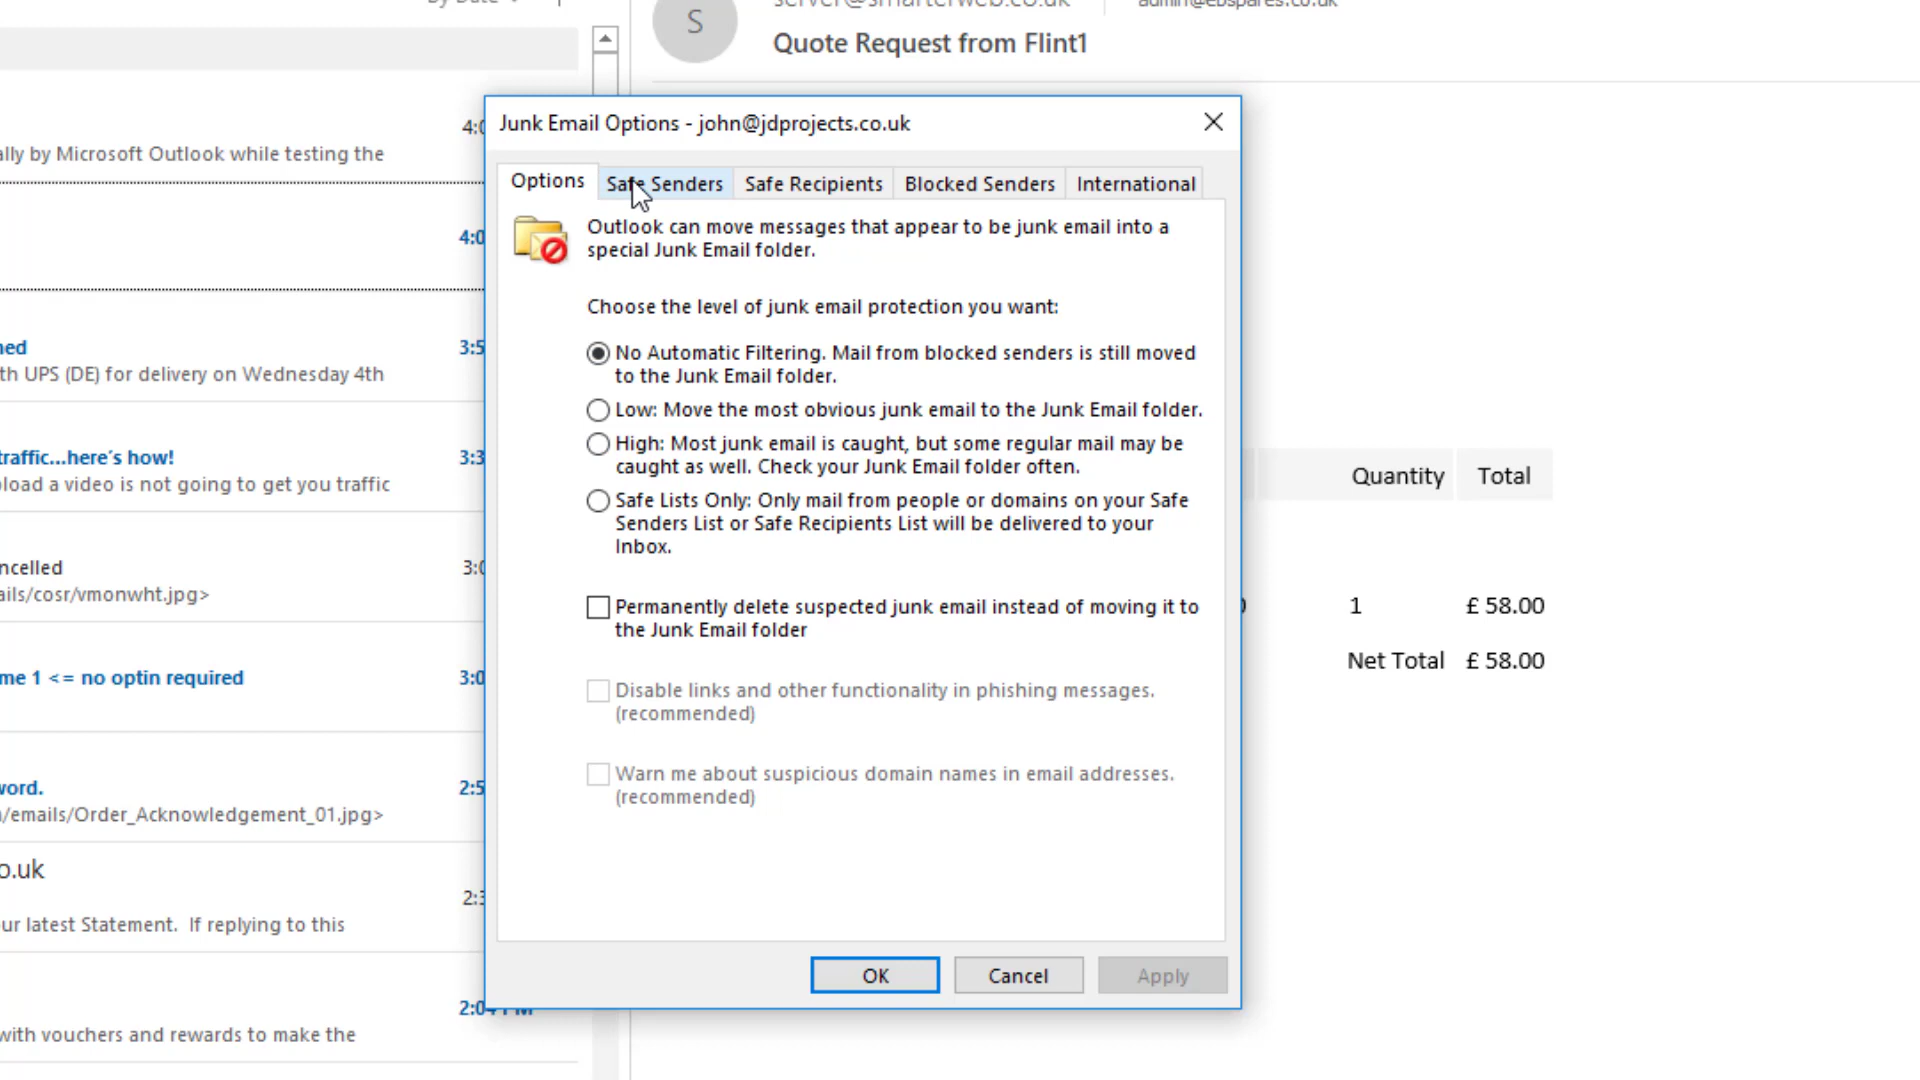 Quote Request from Flint1
ally by Microsoft Outlook while testing the
th UPS (DE) for delivery on Wednesday 4th
traffic...here's how!
load a video is not going to get you traffic
ncelled
ails/cosr/vmonwht.jpg>
me 1 <= no optin required
word.
/emails/Order_Acknowledgement_01.jpg>
o.uk
ur latest Statement. If replying to this
with vouchers and rewards to make the
Junk Email Options - john@jdprojects.co.uk
Options Safe Senders Safe Recipients Blocked Senders International
Outlook can move messages that appear to be junk email into a
special Junk Email folder.
Choose the level of junk email protection you want:
No Automatic Filtering. Mail from blocked senders is still moved
to the Junk Email folder.
Low: Move the most obvious junk email to the Junk Email folder.
High: Most junk email is caught, but some regular mail may be
caught as well. Check your Junk Email folder often.
Safe Lists Only: Only mail from people or domains on your Safe
Senders List or Safe Recipients List will be delivered to your
Inbox.
Permanently delete suspected junk email instead of moving it to
the Junk Email folder
Disable links and other functionality in phishing messages.
(recommended)
Warn me about suspicious domain names in email addresses.
(recommended)
OK Cancel Apply
Quantity Total
1 £ 58.00
Net Total £ 58.00
S